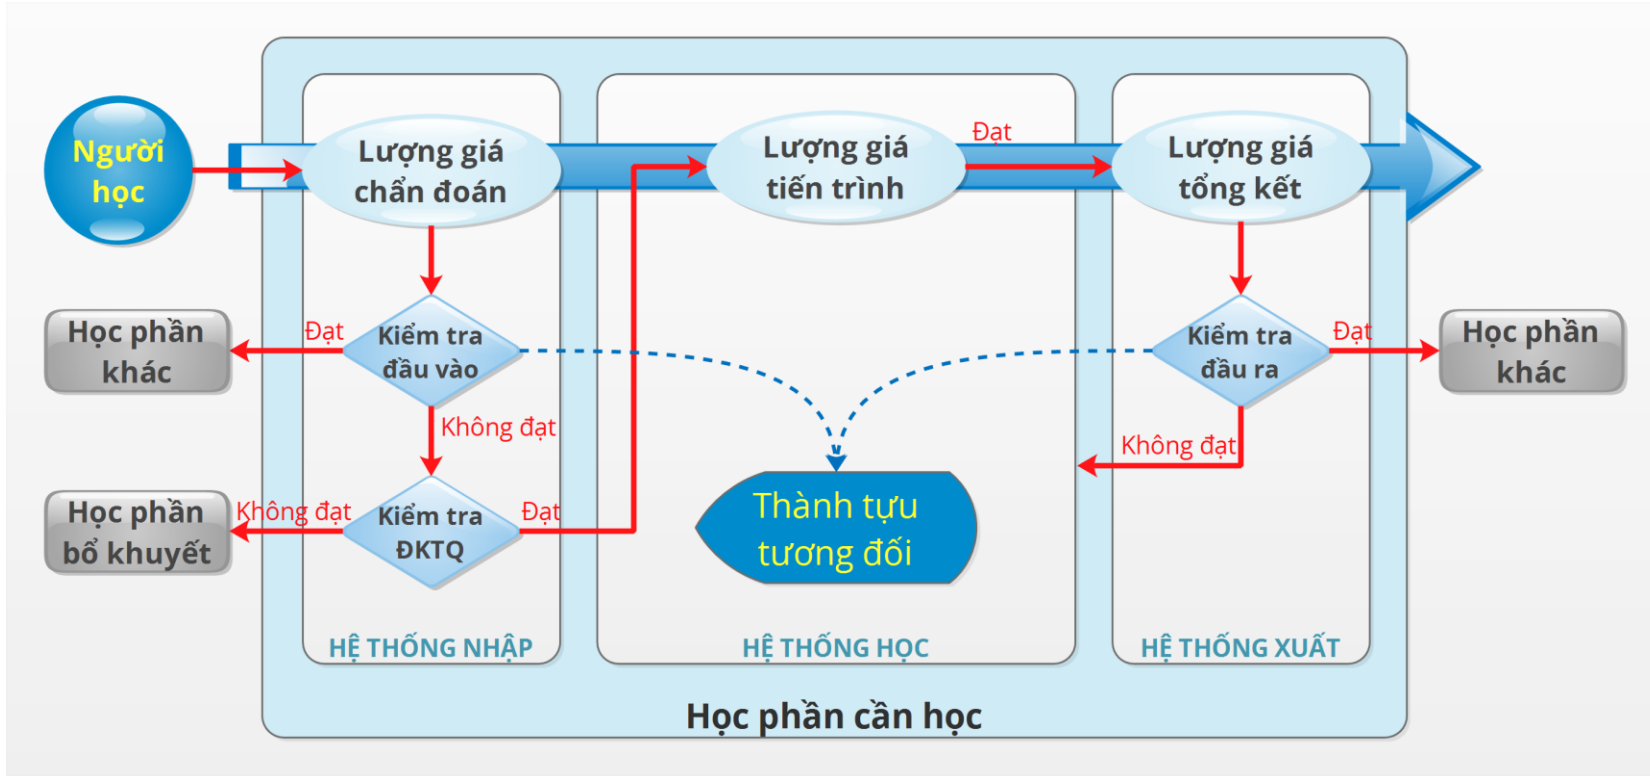 Người
học
Lượng giá
chẩn đoán
Lượng giá
tiến trình
Đạt
Lượng giá
tổng kết
Học phần
khác
Đạt
Kiểm tra
đầu vào
Kiểm tra
đầu ra
Đạt
Học phần
khác
Không đạt
Không đạt
Học phần
bổ khuyết
Không đạt
Kiểm tra
ĐKTQ
Đạt
Thành tựu
tương đối
HỆ THỐNG NHẬP
HỆ THỐNG HỌC
HỆ THỐNG XUẤT
Học phần cần học